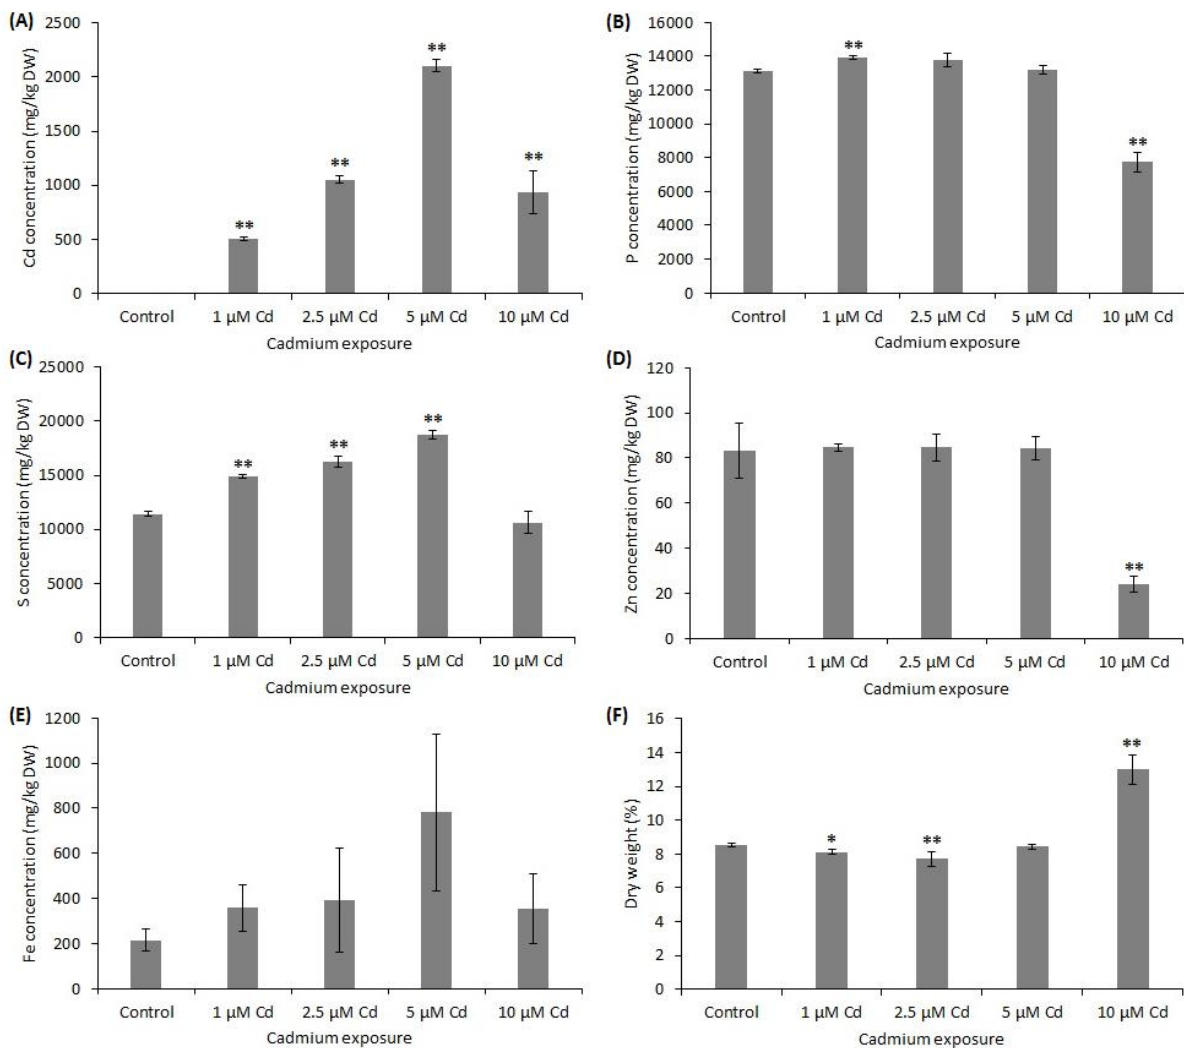 (A)
Cd concentration (mg/kg DW)
2500
2000
1500
1000
500
0
**
**
**
**
Control 1 µM Cd 2.5 µM Cd 5 µM Cd 10 µM Cd
Cadmium exposure
(B)
P concentration (mg/kg DW)
16000
14000
12000
10000
8000
6000
4000
2000
0
**
**
Control 1 µM Cd 2.5 µM Cd 5 µM Cd 10 µM Cd
Cadmium exposure
(C)
S concentration (mg/kg DW)
25000
20000
15000
10000
5000
0
**
**
**
Control 1 µM Cd 2.5 µM Cd 5 µM Cd 10 µM Cd
Cadmium exposure
(D)
Zn concentration (mg/kg DW)
120
100
80
60
40
20
0
**
Control 1 µM Cd 2.5 µM Cd 5 µM Cd 10 µM Cd
Cadmium exposure
(E)
Fe concentration (mg/kg DW)
1200
1000
800
600
400
200
0
Control 1 µM Cd 2.5 µM Cd 5 µM Cd 10 µM Cd
Cadmium exposure
(F)
Dry weight (%)
16
14
12
10
8
6
4
2
0
*
**
**
Control 1 µM Cd 2.5 µM Cd 5 µM Cd 10 µM Cd
Cadmium exposure